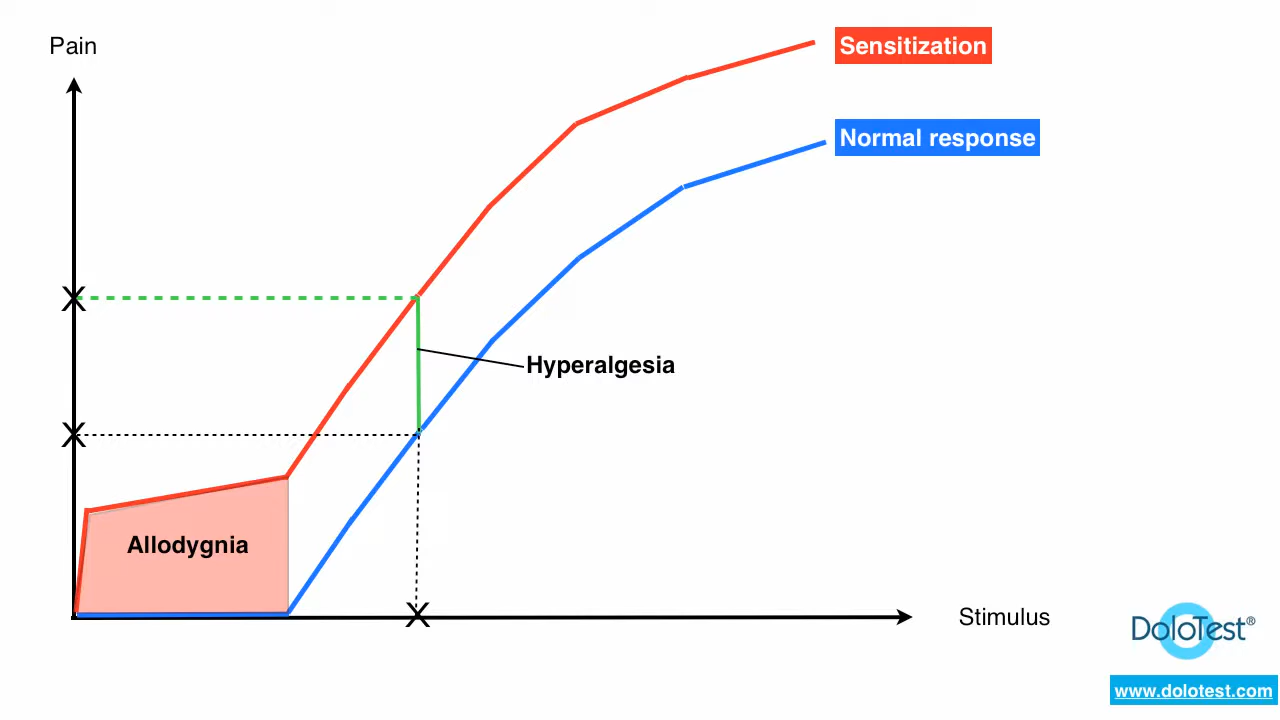 Pain
Sensitization
Normal response
X
Hyperalgesia
X
Allodygnia
X
Stimulus
DoloTest®
www.dolotest.com